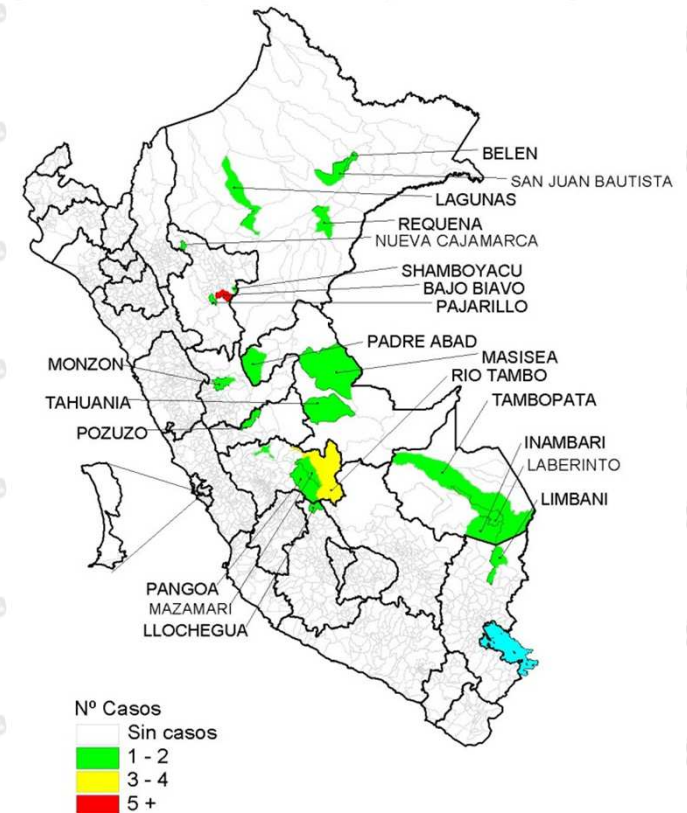 BELEN
SAN JUAN BAUTISTA
LAGUNAS
REQUENA
NUEVA CAJAMARCA
SHAMBOYACU
BAJO BIAVO
PAJARILLO
PADRE ABAD
MONZON
MASISEA
RIO TAMBO
TAHUANIA
TAMBOPATA
POZUZO
INAMBARI
LABERINTO
LIMBANI
PANGOA
MAZAMARI
LLOCHEGUA
Nº Casos
Sin casos
1 - 2
3 - 4
5 +